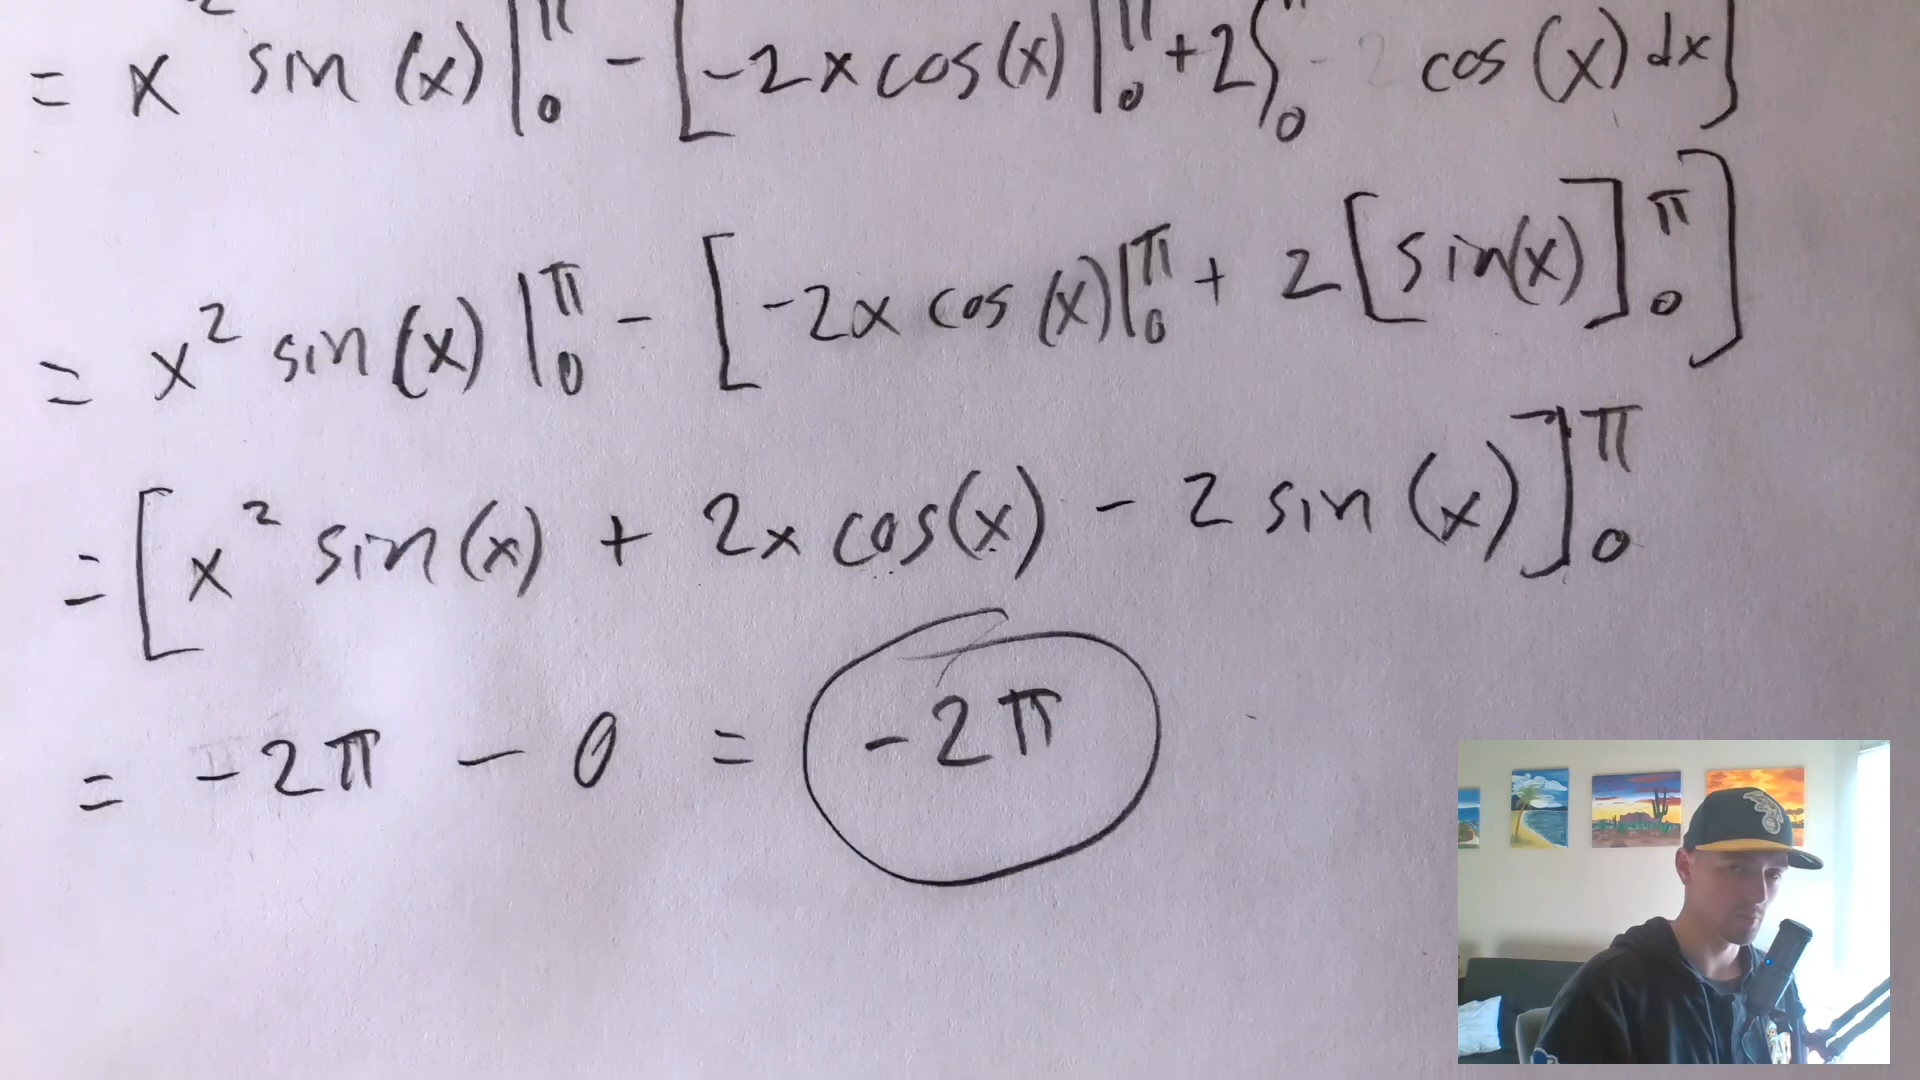 = x² sin (x) |₀^π - [-2x cos(x) |₀^π + 2 ∫₀^π cos (x) dx]
= x² sin (x) |₀^π - [-2x cos (x) |₀^π + 2 [sin(x)]₀^π]
= [x² sin(x) + 2x cos(x) - 2 sin (x)]₀^π
= -2π - 0 = -2π